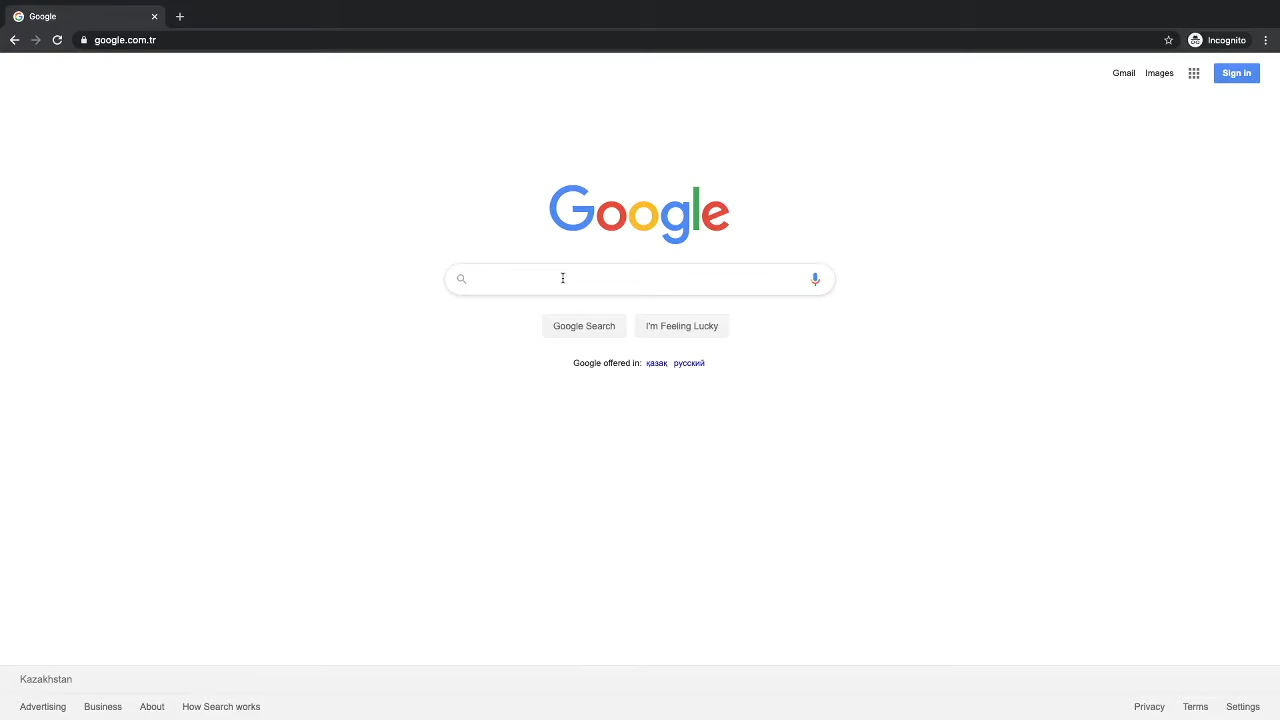 Google
google.com.tr
Incognito
Gmail Images Sign in
Google
Google Search I'm Feeling Lucky
Google offered in: қазақ русский
Kazakhstan
Advertising Business About How Search works Privacy Terms Settings